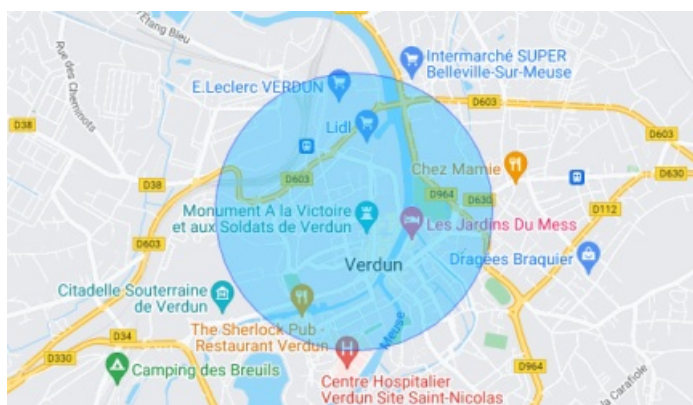 l'Étang Bleu
Rue des Cheminots
Intermarché SUPER
Belleville-Sur-Meuse
E.Leclerc VERDUN
D603
D38
Lidl
D603
Chez Mamie
D38
D603
D964
D630
D630
D112
Monument A la Victoire
et aux Soldats de Verdun
Les Jardins Du Mess
D603
Verdun
Dragées Braquier
Citadelle Souterraine
de Verdun
The Sherlock Pub -
Restaurant Verdun
Meuse
D34
D330
Camping des Breuils
D964
Centre Hospitalier
Verdun Site Saint-Nicolas
la Carafiole